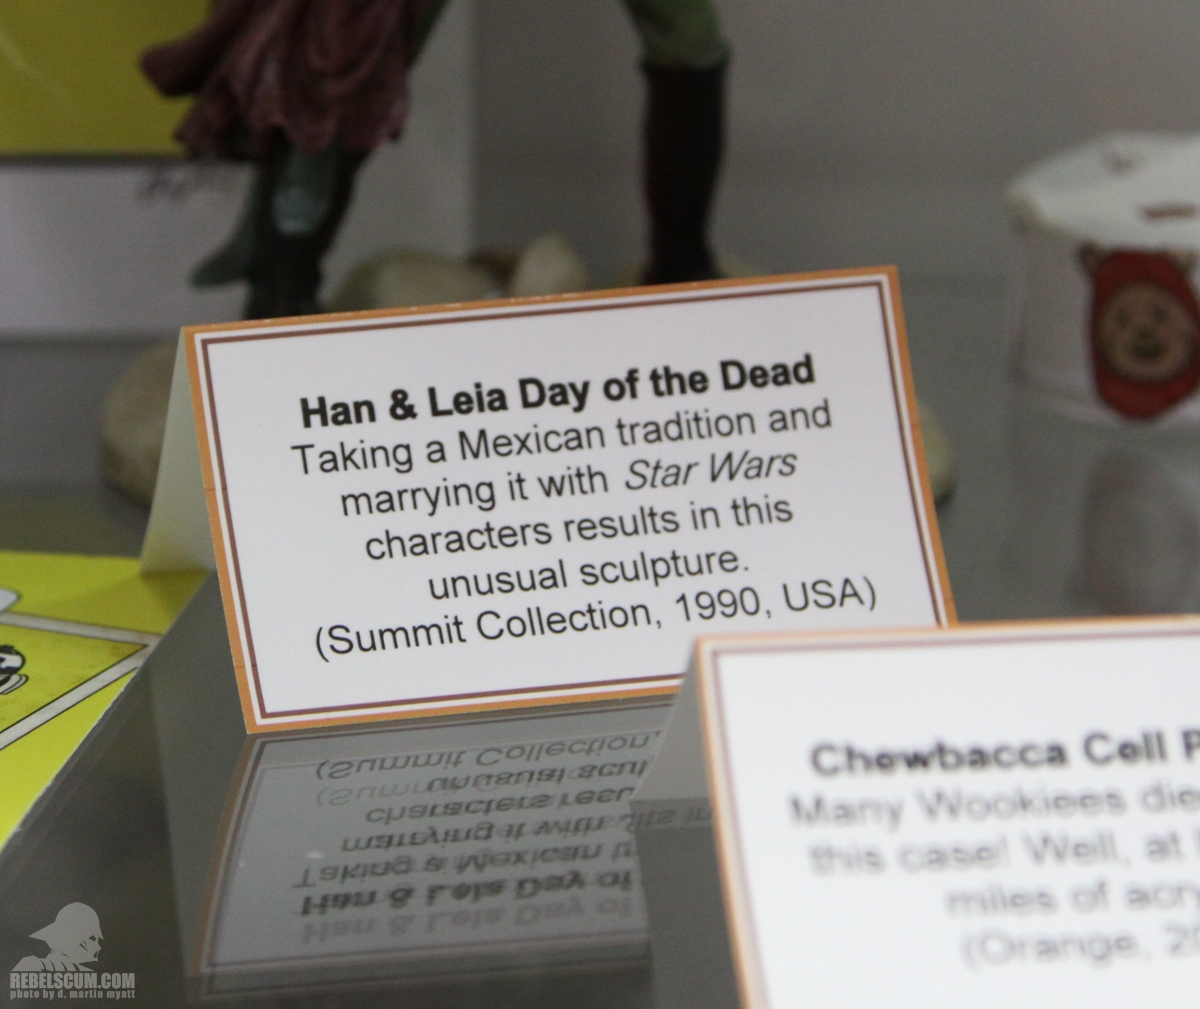 Han & Leia Day of the Dead
Taking a Mexican tradition and
marrying it with Star Wars
characters results in this
unusual sculpture.
(Summit Collection, 1990, USA)
Chewbacca Cell
Many Wookiees
this case! Well, at
miles of
(Orange,
REBELSCUM.COM
photo by d. martin myatt